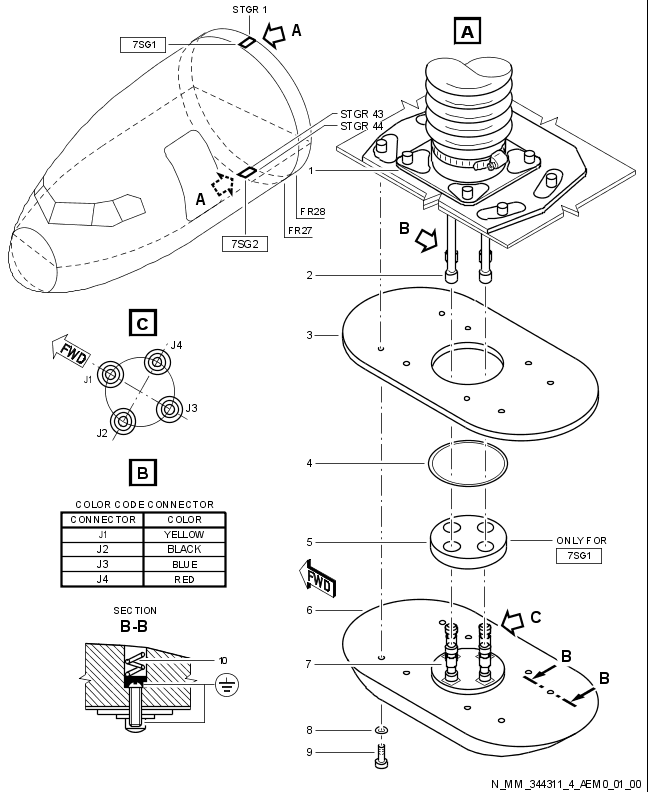 STGR 1
A
7SG1
A
STGR 43
STGR 44
1
A
FR28
FR27
7SG2
B
2
C
3
FWD
J4
J1
J3
J2
4
B
COLOR CODE CONNECTOR
CONNECTOR COLOR
J1 YELLOW
J2 BLACK
J3 BLUE
J4 RED
5
ONLY FOR
7SG1
FWD
6
C
SECTION
B-B
10
7
B
B
8
9
N_MM_344311_4_AEM0_01_00